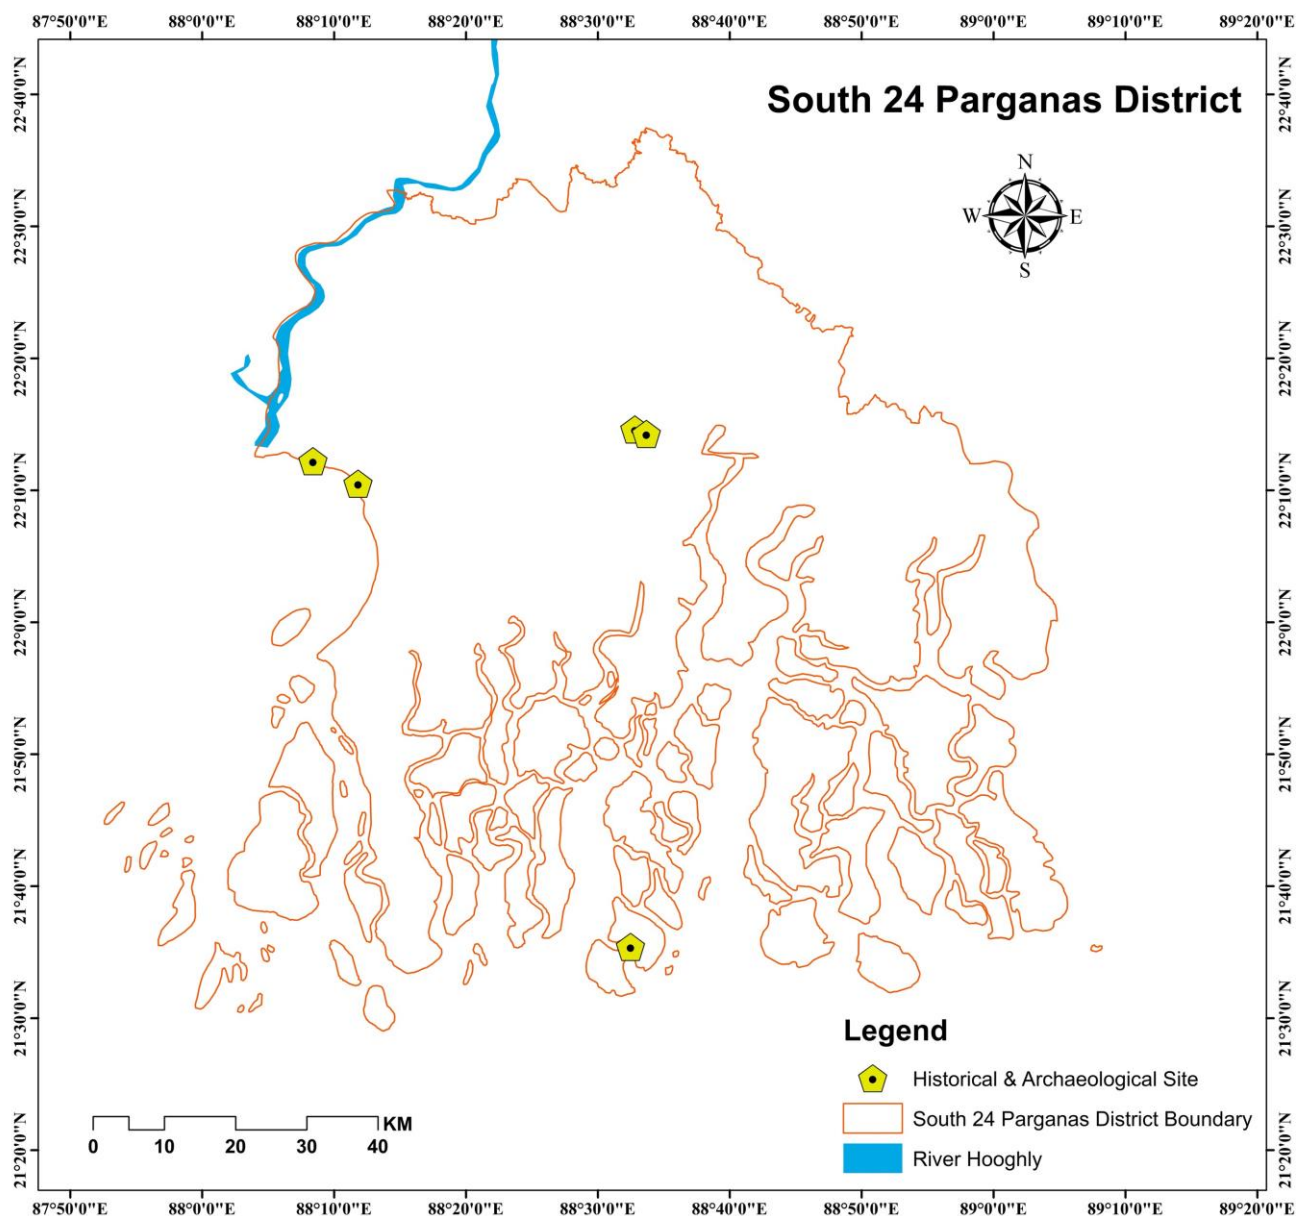 87°50'0"E 88°0'0"E 88°10'0"E 88°20'0"E 88°30'0"E 88°40'0"E 88°50'0"E 89°0'0"E 89°10'0"E 89°20'0"E
South 24 Parganas District
N
W E
S
22°40'0"N 22°40'0"N
22°30'0"N 22°30'0"N
22°20'0"N 22°20'0"N
22°10'0"N 22°10'0"N
22°0'0"N 22°0'0"N
21°50'0"N 21°50'0"N
21°40'0"N 21°40'0"N
21°30'0"N 21°30'0"N
21°20'0"N 21°20'0"N
Legend
Historical & Archaeological Site
South 24 Parganas District Boundary
River Hooghly
KM
0 10 20 30 40
87°50'0"E 88°0'0"E 88°10'0"E 88°20'0"E 88°30'0"E 88°40'0"E 88°50'0"E 89°0'0"E 89°10'0"E 89°20'0"E